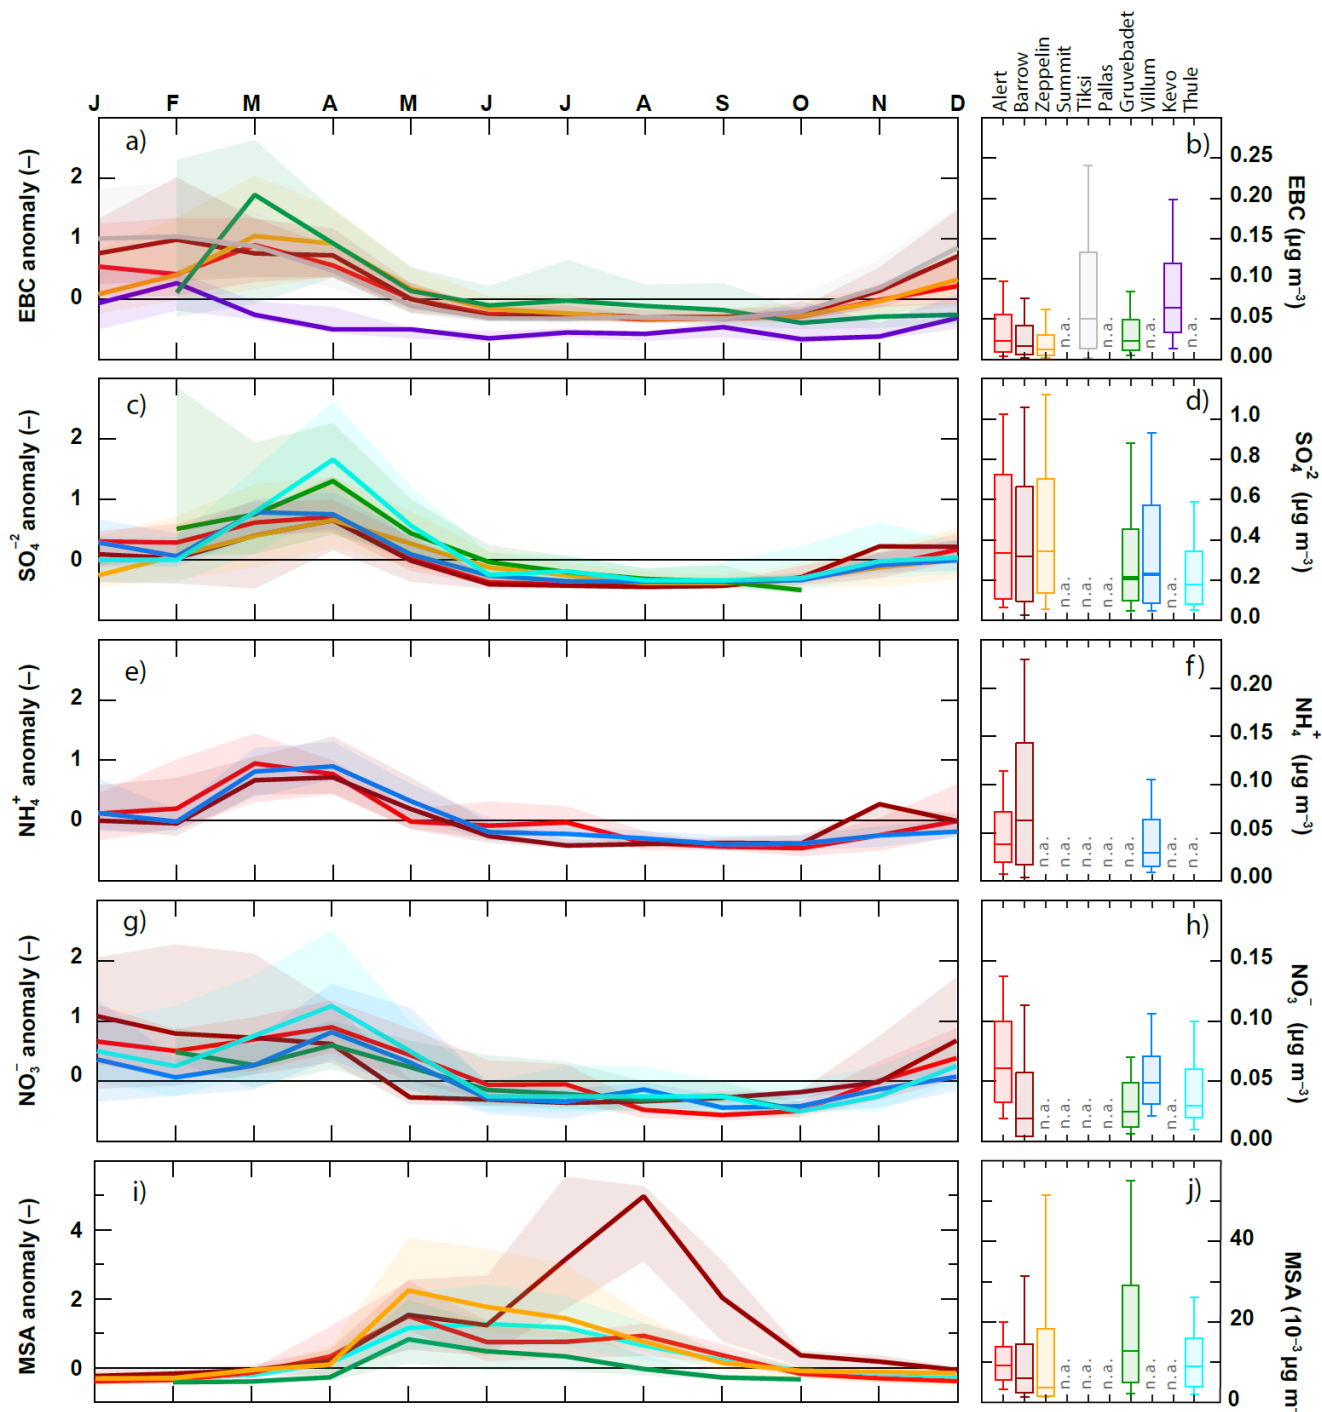 J F M A M J J A S O N D
Alert
Barrow
Zeppelin
Summit
Tiksi
Pallas
Gruvebadet
Villum
Kevo
Thule
EBC anomaly (–)
2
1
0
a)
b)
n.a.
n.a.
n.a.
n.a.
0.25
0.20
0.15
0.10
0.05
0.00
EBC (µg m⁻³)
SO₄⁻² anomaly (–)
2
1
0
c)
d)
n.a.
n.a.
n.a.
n.a.
1.0
0.8
0.6
0.4
0.2
0.0
SO₄⁻² (µg m⁻³)
NH₄⁺ anomaly (–)
2
1
0
e)
f)
n.a.
n.a.
n.a.
n.a.
n.a.
n.a.
n.a.
0.20
0.15
0.10
0.05
0.00
NH₄⁺ (µg m⁻³)
NO₃⁻ anomaly (–)
2
1
0
g)
h)
n.a.
n.a.
n.a.
n.a.
n.a.
0.15
0.10
0.05
0.00
NO₃⁻ (µg m⁻³)
MSA anomaly (–)
4
2
0
i)
j)
n.a.
n.a.
n.a.
n.a.
n.a.
40
20
0
MSA (10⁻³ µg m⁻